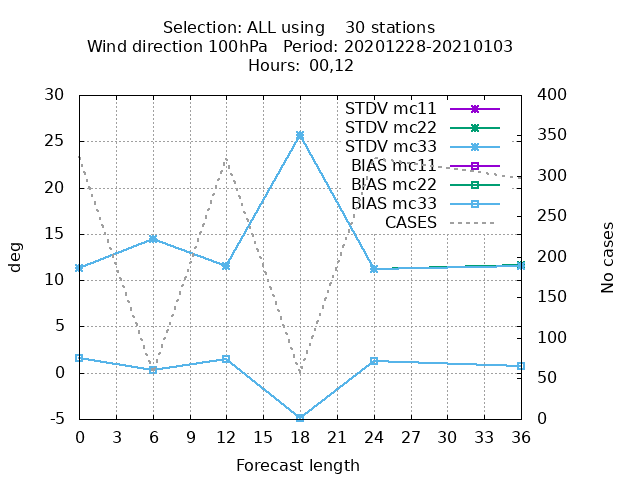 Selection: ALL using    30 stations
Wind direction 100hPa   Period: 20201228-20210103
Hours: 00,12
30
25
20
15
10
5
0
-5
deg
400
350
300
250
200
150
100
50
0
No cases
STDV mc11
STDV mc22
STDV mc33
BIAS mc11
BIAS mc22
BIAS mc33
CASES
0 3 6 9 12 15 18 21 24 27 30 33 36
Forecast length